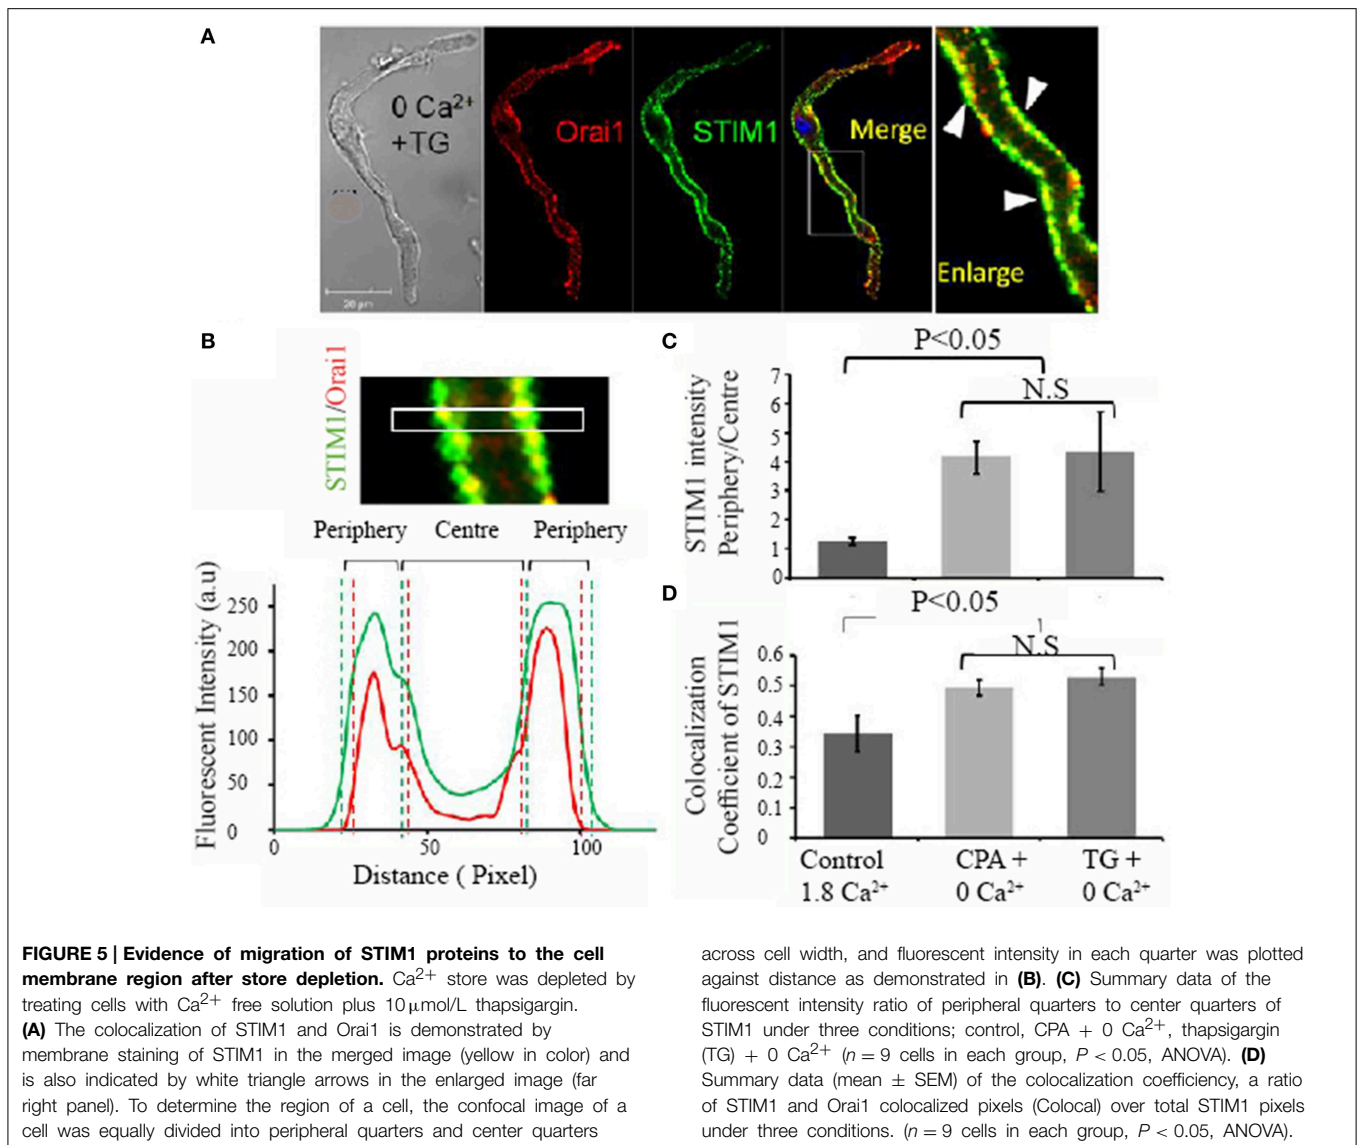 A
0 Ca²⁺
+TG
20 µm
Orai1
STIM1
Merge
Enlarge
B
STIM1/Orai1
Periphery Centre Periphery
Fluorescent Intensity (a.u)
250
200
150
100
50
0
0 50 100
Distance ( Pixel)
C
P<0.05
N.S
STIM1 intensity
Periphery/Centre
7
6
5
4
3
2
1
0
D
P<0.05
N.S
Colocalization
Coefficient of STIM1
0.6
0.5
0.4
0.3
0.2
0.1
0
Control CPA + TG +
1.8 Ca²⁺ 0 Ca²⁺ 0 Ca²⁺
FIGURE 5 | Evidence of migration of STIM1 proteins to the cell
membrane region after store depletion. Ca²⁺ store was depleted by
treating cells with Ca²⁺ free solution plus 10 µmol/L thapsigargin.
(A) The colocalization of STIM1 and Orai1 is demonstrated by
membrane staining of STIM1 in the merged image (yellow in color) and
is also indicated by white triangle arrows in the enlarged image (far
right panel). To determine the region of a cell, the confocal image of a
cell was equally divided into peripheral quarters and center quarters
across cell width, and fluorescent intensity in each quarter was plotted
against distance as demonstrated in (B). (C) Summary data of the
fluorescent intensity ratio of peripheral quarters to center quarters of
STIM1 under three conditions; control, CPA + 0 Ca²⁺, thapsigargin
(TG) + 0 Ca²⁺ (n = 9 cells in each group, P < 0.05, ANOVA). (D)
Summary data (mean ± SEM) of the colocalization coefficiency, a ratio
of STIM1 and Orai1 colocalized pixels (Colocal) over total STIM1 pixels
under three conditions. (n = 9 cells in each group, P < 0.05, ANOVA).